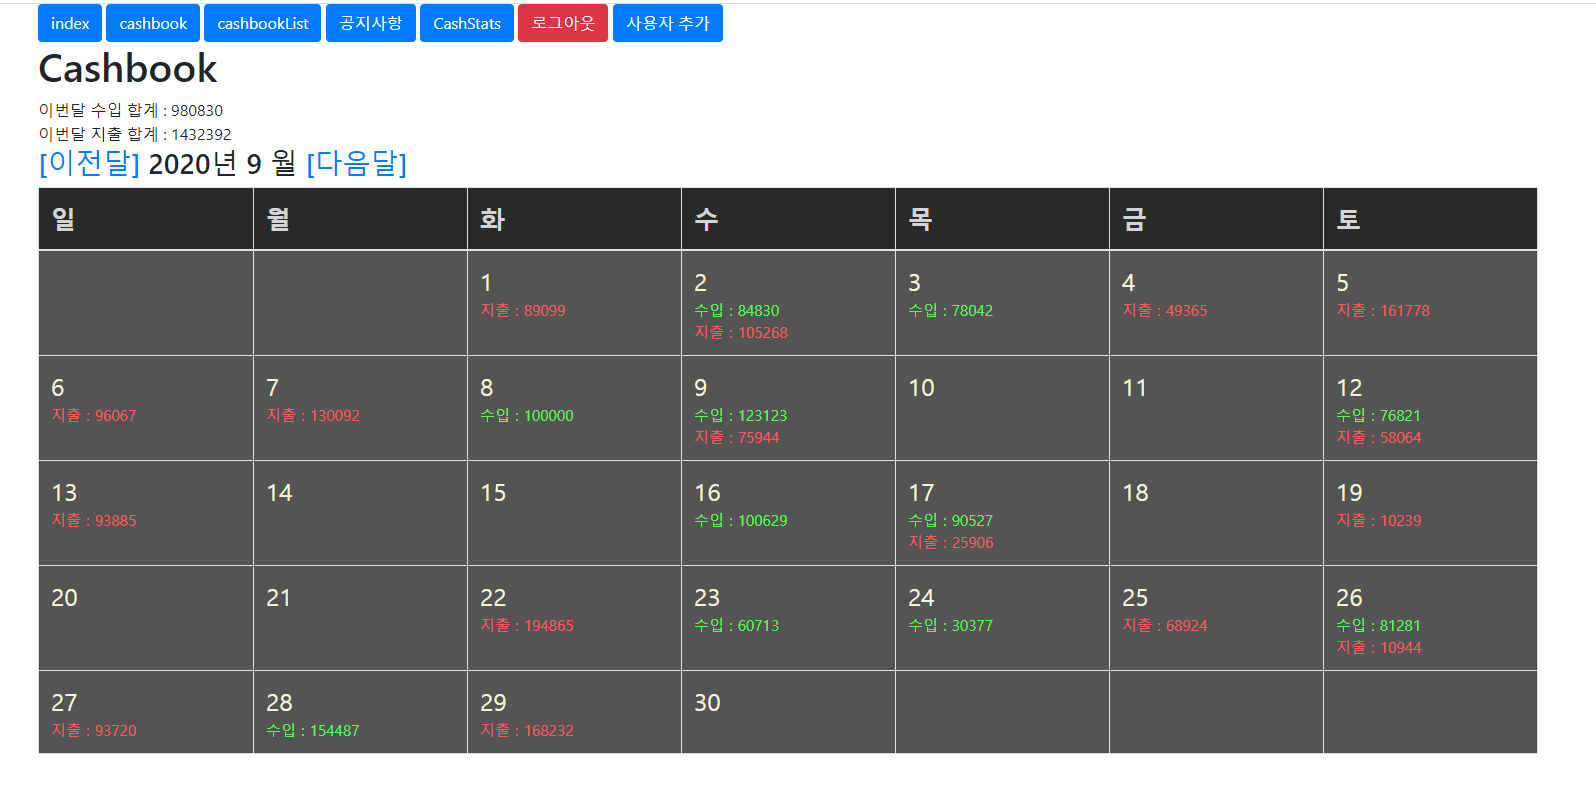 index cashbook cashbookList 공지사항 CashStats 로그아웃 사용자 추가
Cashbook
이번달 수입 합계 : 980830
이번달 지출 합계 : 1432392
[이전달] 2020년 9 월 [다음달]
일 월 화 수 목 금 토
1 2 3 4 5
지출 : 89099 수입 : 84830 수입 : 78042 지출 : 49365 지출 : 161778
지출 : 105268
6 7 8 9 10 11 12
지출 : 96067 지출 : 130092 수입 : 100000 수입 : 123123 수입 : 76821
지출 : 75944 지출 : 58064
13 14 15 16 17 18 19
지출 : 93885 수입 : 100629 수입 : 90527 지출 : 10239
지출 : 25906
20 21 22 23 24 25 26
지출 : 194865 수입 : 60713 수입 : 30377 지출 : 68924 수입 : 81281
지출 : 10944
27 28 29 30
지출 : 93720 수입 : 154487 지출 : 168232